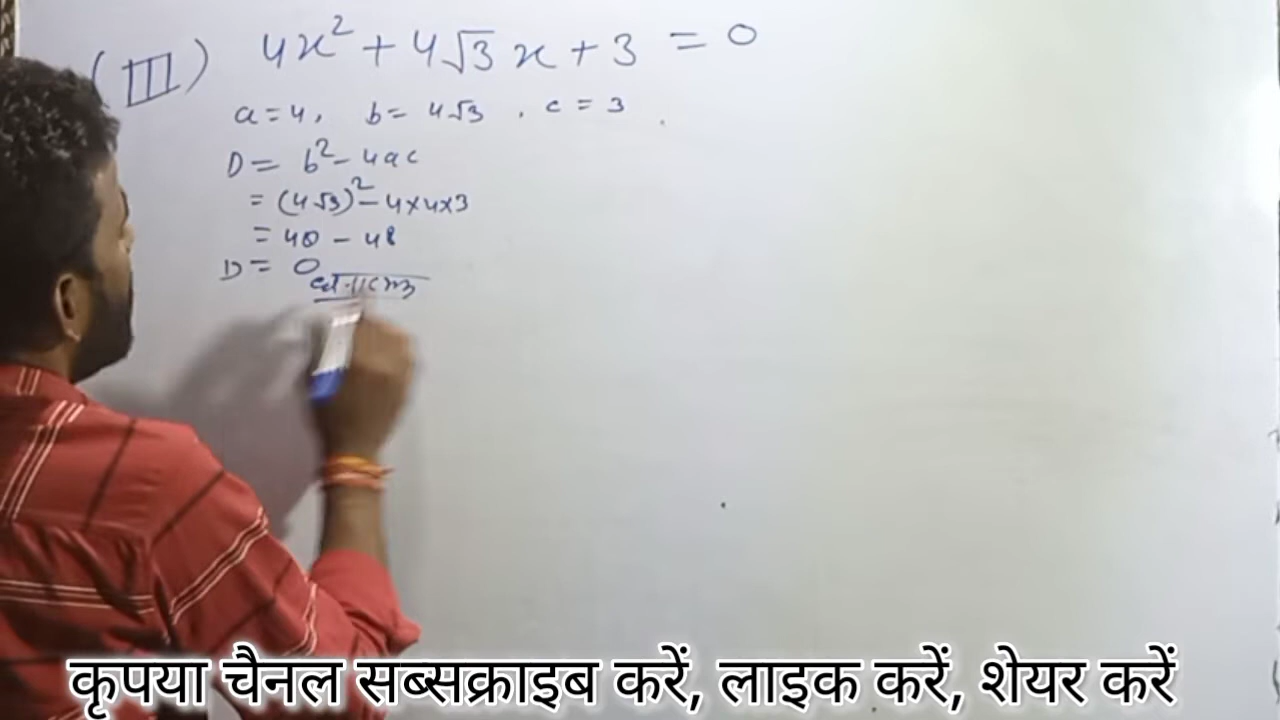 (III) 4x² + 4√3 x + 3 = 0
a = 4, b = 4√3 , c = 3
D = b² - 4ac
= (4√3)² - 4×4×3
= 48 - 48
D = 0
कृपया चैनल सब्सक्राइब करें, लाइक करें, शेयर करें